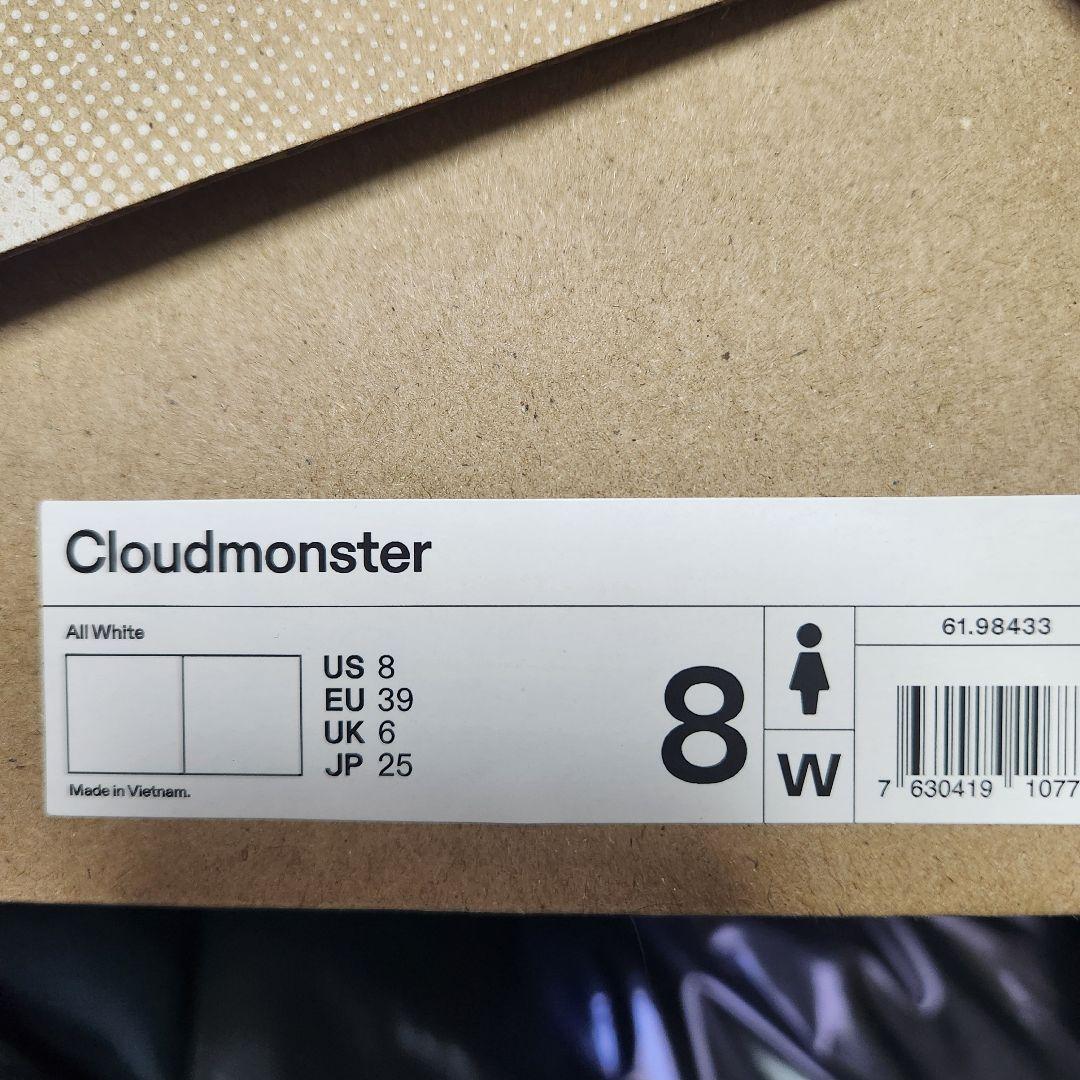 Cloudmonster
All White
US 8
EU 39
UK 6
JP 25
Made in Vietnam.
8
W
61.98433
7 630419 1077